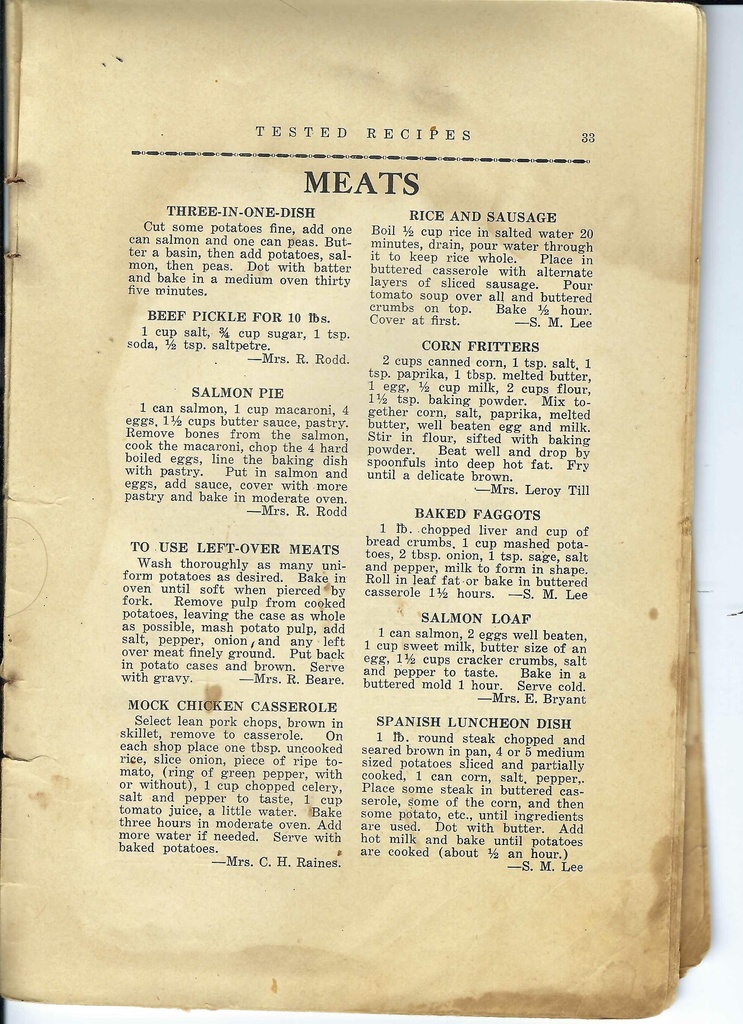 TESTED RECIPES 33
MEATS
THREE-IN-ONE-DISH
Cut some potatoes fine, add one
can salmon and one can peas. But-
ter a basin, then add potatoes, sal-
mon, then peas. Dot with batter
and bake in a medium oven thirty
five minutes.
BEEF PICKLE FOR 10 lbs.
1 cup salt, ¾ cup sugar, 1 tsp.
soda, ½ tsp. saltpetre.
—Mrs. R. Rodd.
SALMON PIE
1 can salmon, 1 cup macaroni, 4
eggs, 1½ cups butter sauce, pastry.
Remove bones from the salmon,
cook the macaroni, chop the 4 hard
boiled eggs, line the baking dish
with pastry. Put in salmon and
eggs, add sauce, cover with more
pastry and bake in moderate oven.
—Mrs. R. Rodd
TO USE LEFT-OVER MEATS
Wash thoroughly as many uni-
form potatoes as desired. Bake in
oven until soft when pierced by
fork. Remove pulp from cooked
potatoes, leaving the case as whole
as possible, mash potato pulp, add
salt, pepper, onion, and any left
over meat finely ground. Put back
in potato cases and brown. Serve
with gravy. —Mrs. R. Beare.
MOCK CHICKEN CASSEROLE
Select lean pork chops, brown in
skillet, remove to casserole. On
each shop place one tbsp. uncooked
rice, slice onion, piece of ripe to-
mato, (ring of green pepper, with
or without), 1 cup chopped celery,
salt and pepper to taste, 1 cup
tomato juice, a little water. Bake
three hours in moderate oven. Add
more water if needed. Serve with
baked potatoes.
—Mrs. C. H. Raines.
RICE AND SAUSAGE
Boil ½ cup rice in salted water 20
minutes, drain, pour water through
it to keep rice whole. Place in
buttered casserole with alternate
layers of sliced sausage. Pour
tomato soup over all and buttered
crumbs on top. Bake ½ hour.
Cover at first. —S. M. Lee
CORN FRITTERS
2 cups canned corn, 1 tsp. salt, 1
tsp. paprika, 1 tbsp. melted butter,
1 egg, ½ cup milk, 2 cups flour,
1½ tsp. baking powder. Mix to-
gether corn, salt, paprika, melted
butter, well beaten egg and milk.
Stir in flour, sifted with baking
powder. Beat well and drop by
spoonfuls into deep hot fat. Fry
until a delicate brown.
—Mrs. Leroy Till
BAKED FAGGOTS
1 lb. chopped liver and cup of
bread crumbs, 1 cup mashed pota-
toes, 2 tbsp. onion, 1 tsp. sage, salt
and pepper, milk to form in shape.
Roll in leaf fat or bake in buttered
casserole 1½ hours. —S. M. Lee
SALMON LOAF
1 can salmon, 2 eggs well beaten,
1 cup sweet milk, butter size of an
egg, 1½ cups cracker crumbs, salt
and pepper to taste. Bake in a
buttered mold 1 hour. Serve cold.
—Mrs. E. Bryant
SPANISH LUNCHEON DISH
1 lb. round steak chopped and
seared brown in pan, 4 or 5 medium
sized potatoes sliced and partially
cooked, 1 can corn, salt, pepper,.
Place some steak in buttered cas-
serole, some of the corn, and then
some potato, etc., until ingredients
are used. Dot with butter. Add
hot milk and bake until potatoes
are cooked (about ½ an hour.)
—S. M. Lee